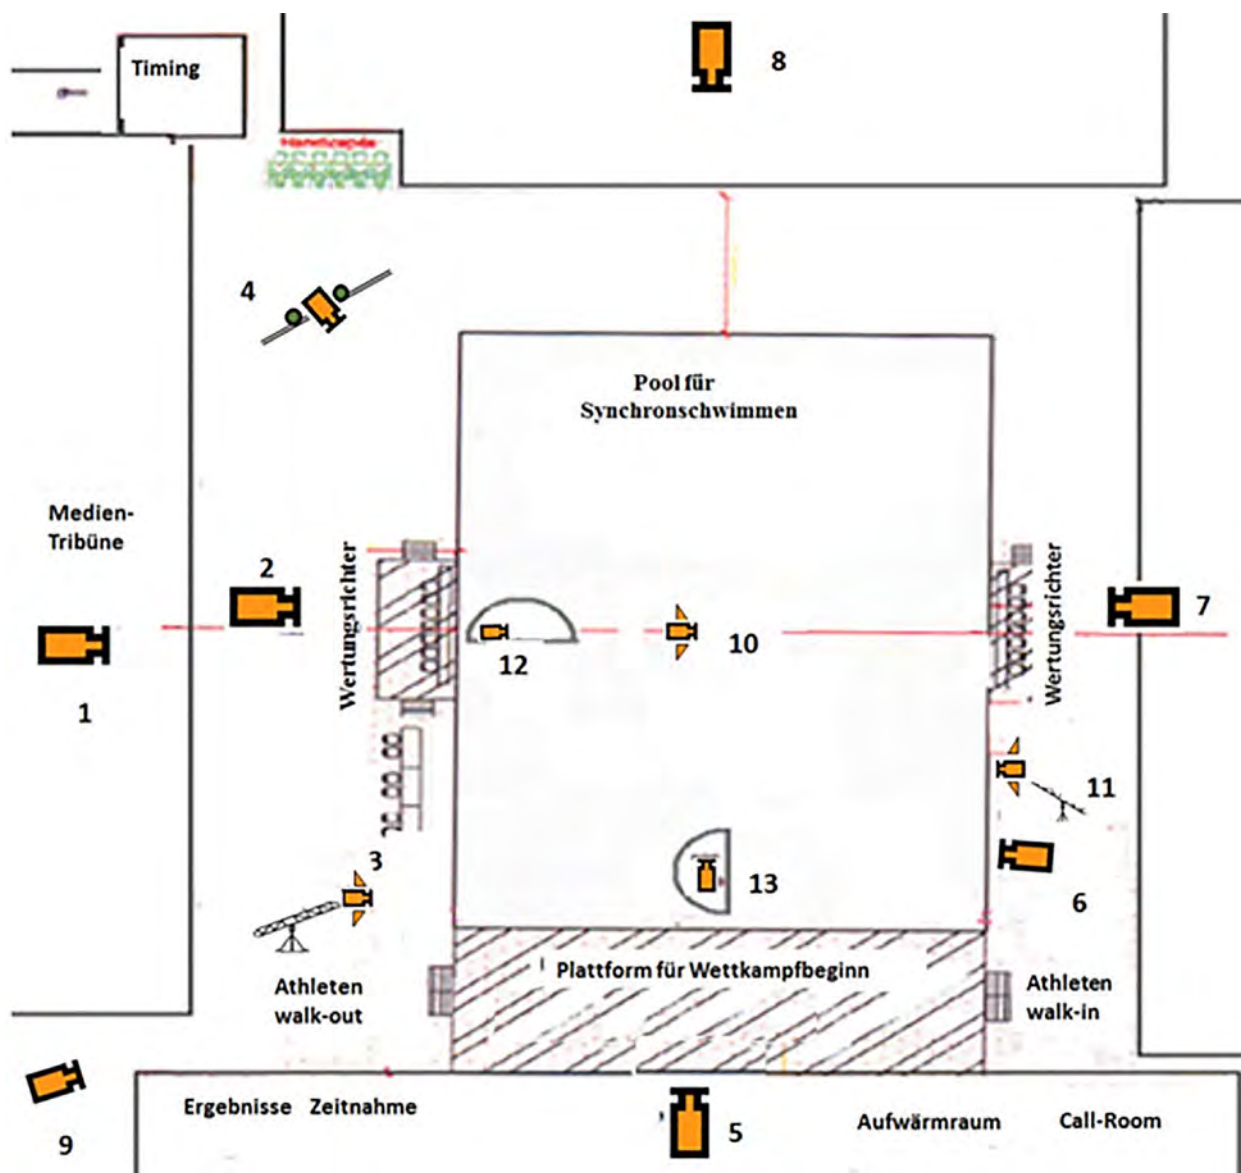 8
Timing
4
Pool für
Synchronschwimmen
Medien-
Tribüne
2
Wertungsrichter
Wertungsrichter
7
1
12
10
11
3
13
6
Plattform für Wettkampfbeginn
Athleten
walk-out
Athleten
walk-in
9
Ergebnisse Zeitnahme
5
Aufwärmraum
Call-Room